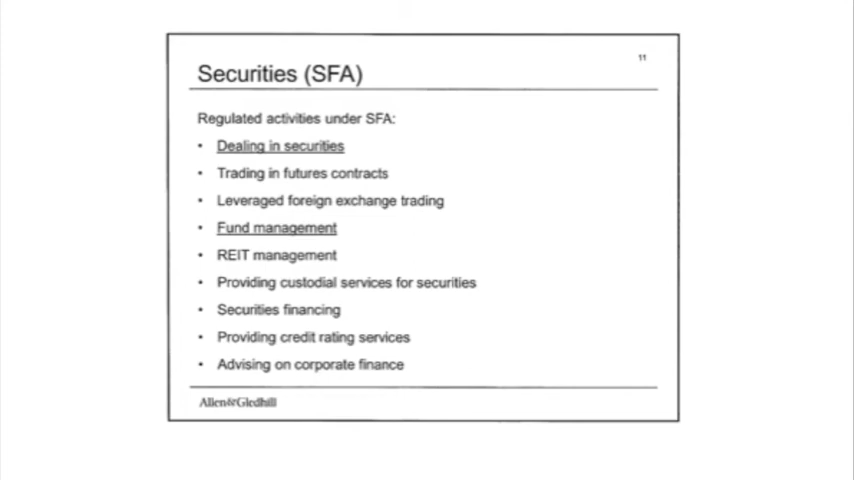 11
Securities (SFA)
Regulated activities under SFA:
• Dealing in securities
• Trading in futures contracts
• Leveraged foreign exchange trading
• Fund management
• REIT management
• Providing custodial services for securities
• Securities financing
• Providing credit rating services
• Advising on corporate finance
Allen&Gledhill